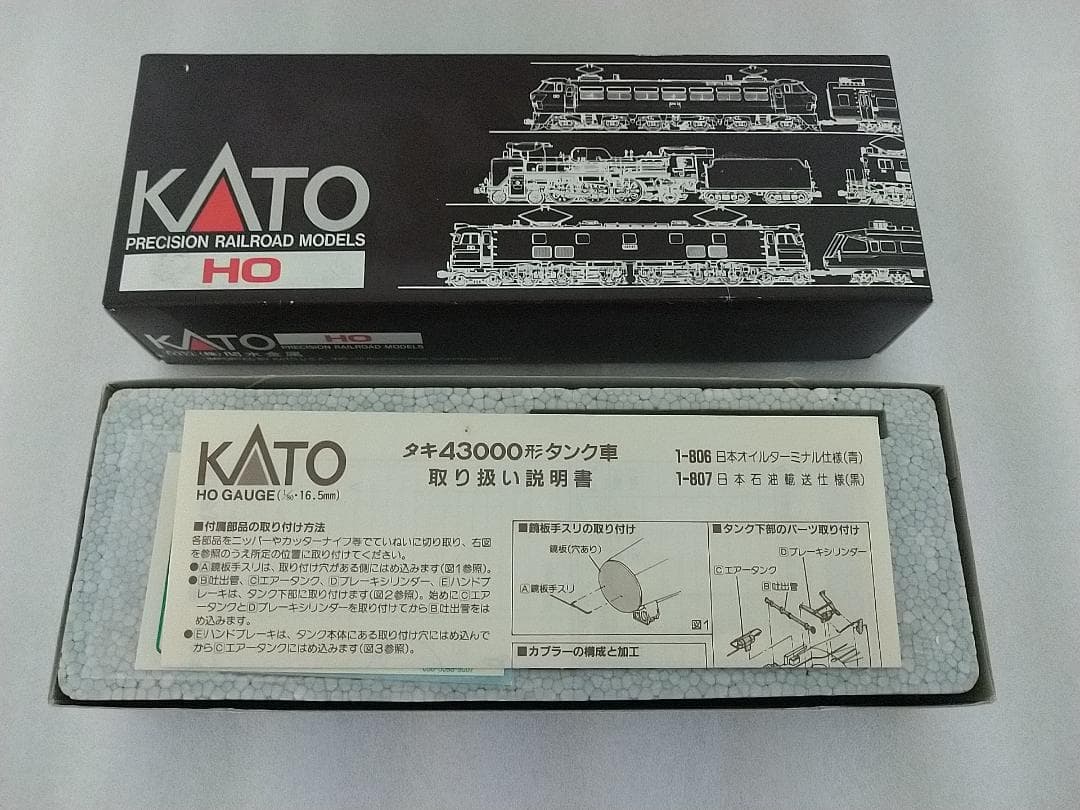 KATO
PRECISION RAILROAD MODELS
HO
KATO HO
PRECISION RAILROAD MODELS
KATO
HO GAUGE(1/80・16.5mm)
タキ43000形タンク車
取り扱い説明書
1-806 日本オイルターミナル仕様(青)
1-807 日本石油輸送仕様(黒)
■付属部品の取り付け方法
各部品をニッパーやカッターナイフ等でていねいに切り取り、右図
を参照のうえ所定の位置に取り付けてください。
●Ⓐ鏡板手スリは、取り付け穴がある側にはめ込みます(図1参照)。
●Ⓑ吐出管、Ⓒエアータンク、Ⓓブレーキシリンダー、Ⓔハンドブ
レーキは、タンク下部に取り付けます(図2参照)。始めにⒸエア
ータンクとⒹブレーキシリンダーを取り付けてからⒷ吐出管をは
め込みます。
●Ⓔハンドブレーキは、タンク本体にある取り付け穴にはめ込んで
からⒸエアータンクにはめ込みます(図3参照)。
■鏡板手スリの取り付け
鏡板(穴あり)
Ⓐ鏡板手スリ
図1
■カプラーの構成と加工
■タンク下部のパーツ取り付け
Ⓓブレーキシリンダー
Ⓒエアータンク
Ⓑ吐出管